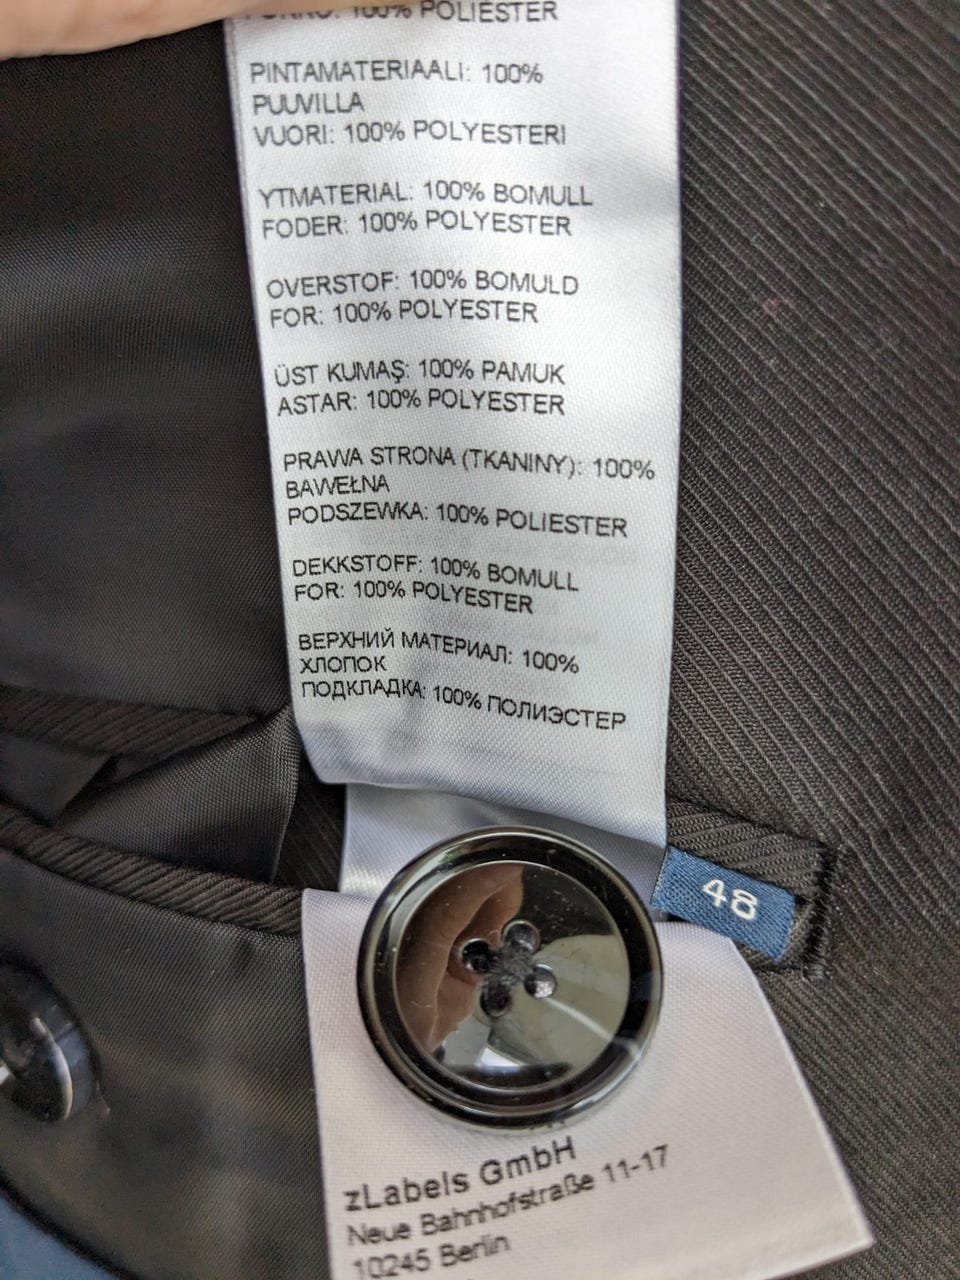 100% POLIÉSTER
PINTAMATERIAALI: 100%
PUUVILLA
VUORI: 100% POLYESTERI
YTMATERIAL: 100% BOMULL
FODER: 100% POLYESTER
OVERSTOF: 100% BOMULD
FOR: 100% POLYESTER
ÜST KUMAŞ: 100% PAMUK
ASTAR: 100% POLYESTER
PRAWA STRONA (TKANINY): 100%
BAWEŁNA
PODSZEWKA: 100% POLIESTER
DEKKSTOFF: 100% BOMULL
FOR: 100% POLYESTER
ВЕРХНИЙ МАТЕРИАЛ: 100%
ХЛОПОК
ПОДКЛАДКА: 100% ПОЛИЭСТЕР
48
zLabels GmbH
Neue Bahnhofstraße 11-17
10245 Berlin